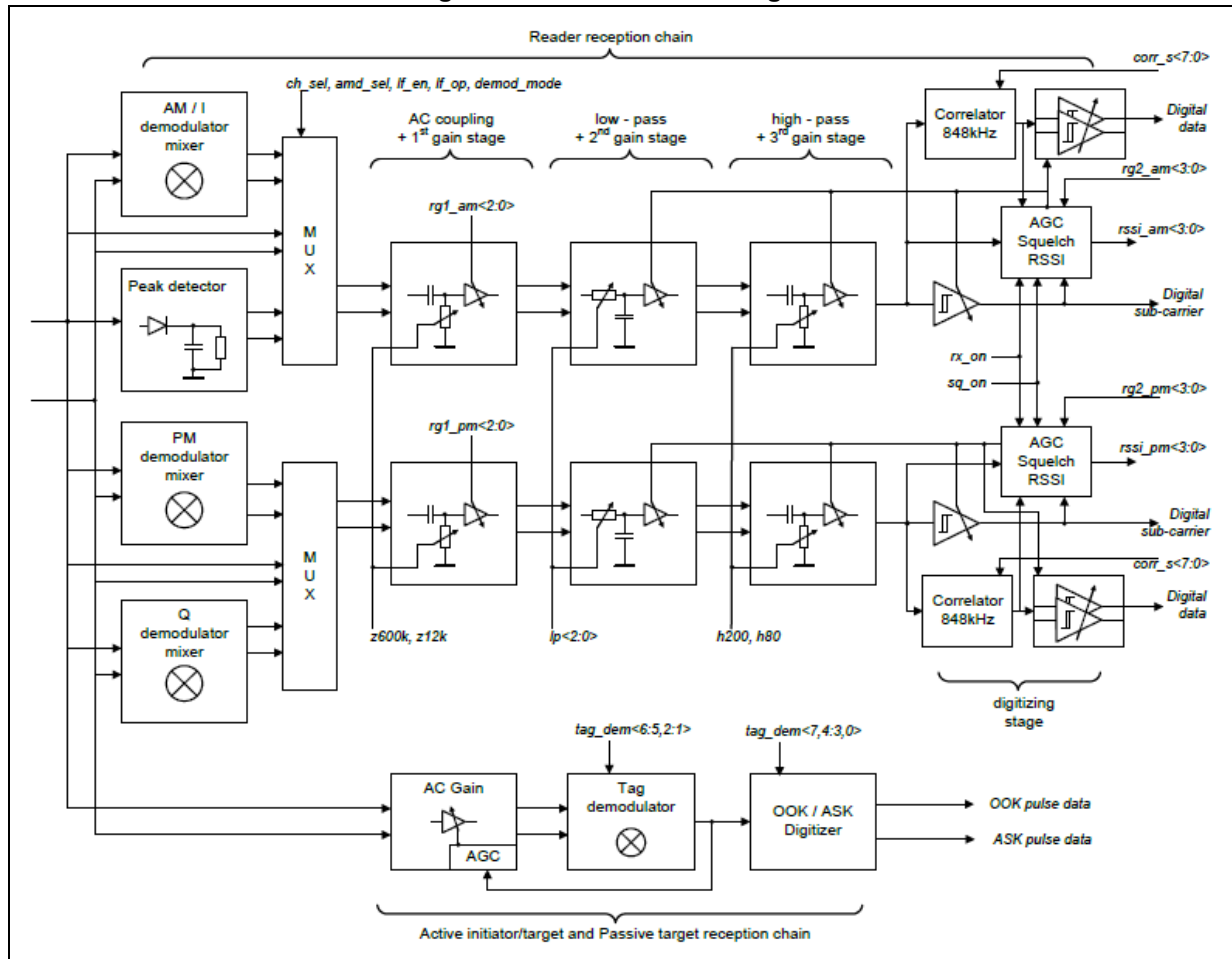 Reader reception chain
corr_s<7:0>
ch_sel, amd_sel, lf_en, lf_op, demod_mode
AM / I
demodulator
mixer
AC coupling
+ 1st gain stage
low - pass
+ 2nd gain stage
high - pass
+ 3rd gain stage
Correlator
848kHz
Digital
data
rg2_am<3:0>
rg1_am<2:0>
M
U
X
AGC
Squelch
RSSI
rssi_am<3:0>
Peak detector
Digital
sub-carrier
rx_on
sq_on
rg2_pm<3:0>
PM
demodulator
mixer
rg1_pm<2:0>
AGC
Squelch
RSSI
rssi_pm<3:0>
M
U
X
Digital
sub-carrier
corr_s<7:0>
Q
demodulator
mixer
Correlator
848kHz
Digital
data
z600k, z12k
lp<2:0>
h200, h80
digitizing
stage
tag_dem<6:5,2:1>
tag_dem<7,4:3,0>
AC Gain
AGC
Tag
demodulator
OOK / ASK
Digitizer
OOK pulse data
ASK pulse data
Active initiator/target and Passive target reception chain